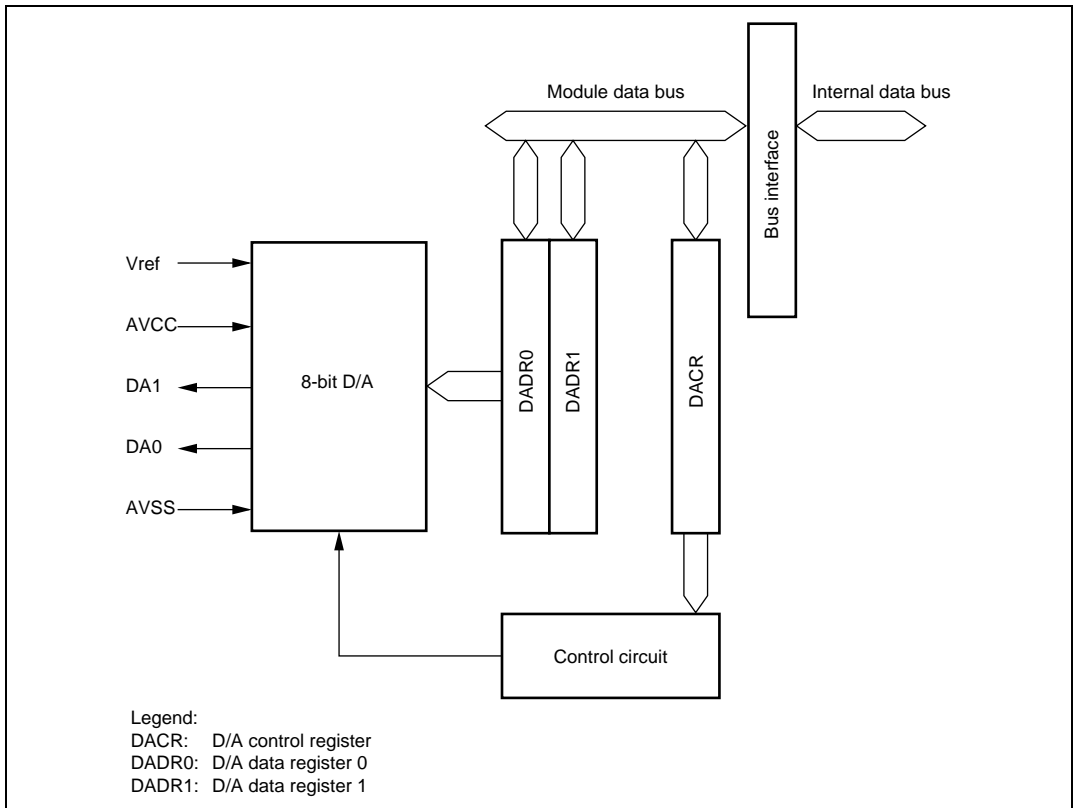 Module data bus
Internal data bus
Bus interface
Vref
AVCC
DA1
DA0
AVSS
8-bit D/A
DADR0
DADR1
DACR
Control circuit
Legend:
DACR: D/A control register
DADR0: D/A data register 0
DADR1: D/A data register 1